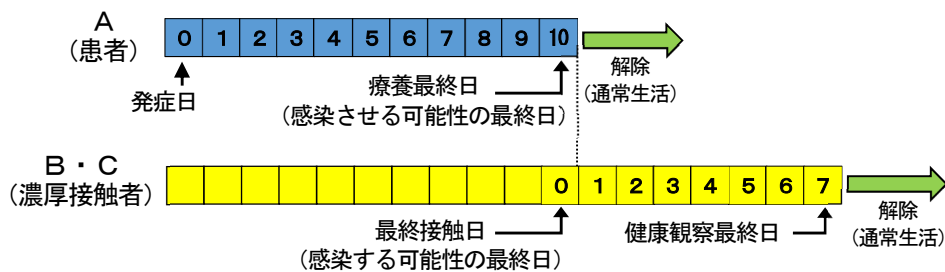 A
(患者)
0 1 2 3 4 5 6 7 8 9 10
解除
(通常生活)
発症日
療養最終日
(感染させる可能性の最終日)
B・C
(濃厚接触者)
0 1 2 3 4 5 6 7
解除
(通常生活)
最終接触日
(感染する可能性の最終日)
健康観察最終日